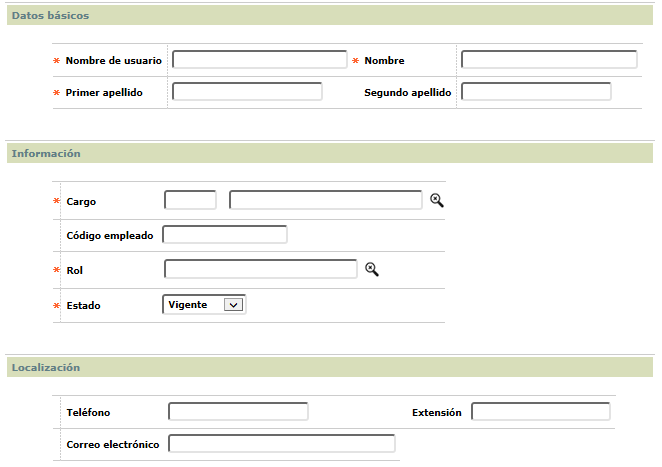 Datos básicos
* Nombre de usuario * Nombre
* Primer apellido Segundo apellido
Información
* Cargo
Código empleado
* Rol
* Estado Vigente
Localización
Teléfono Extensión
Correo electrónico